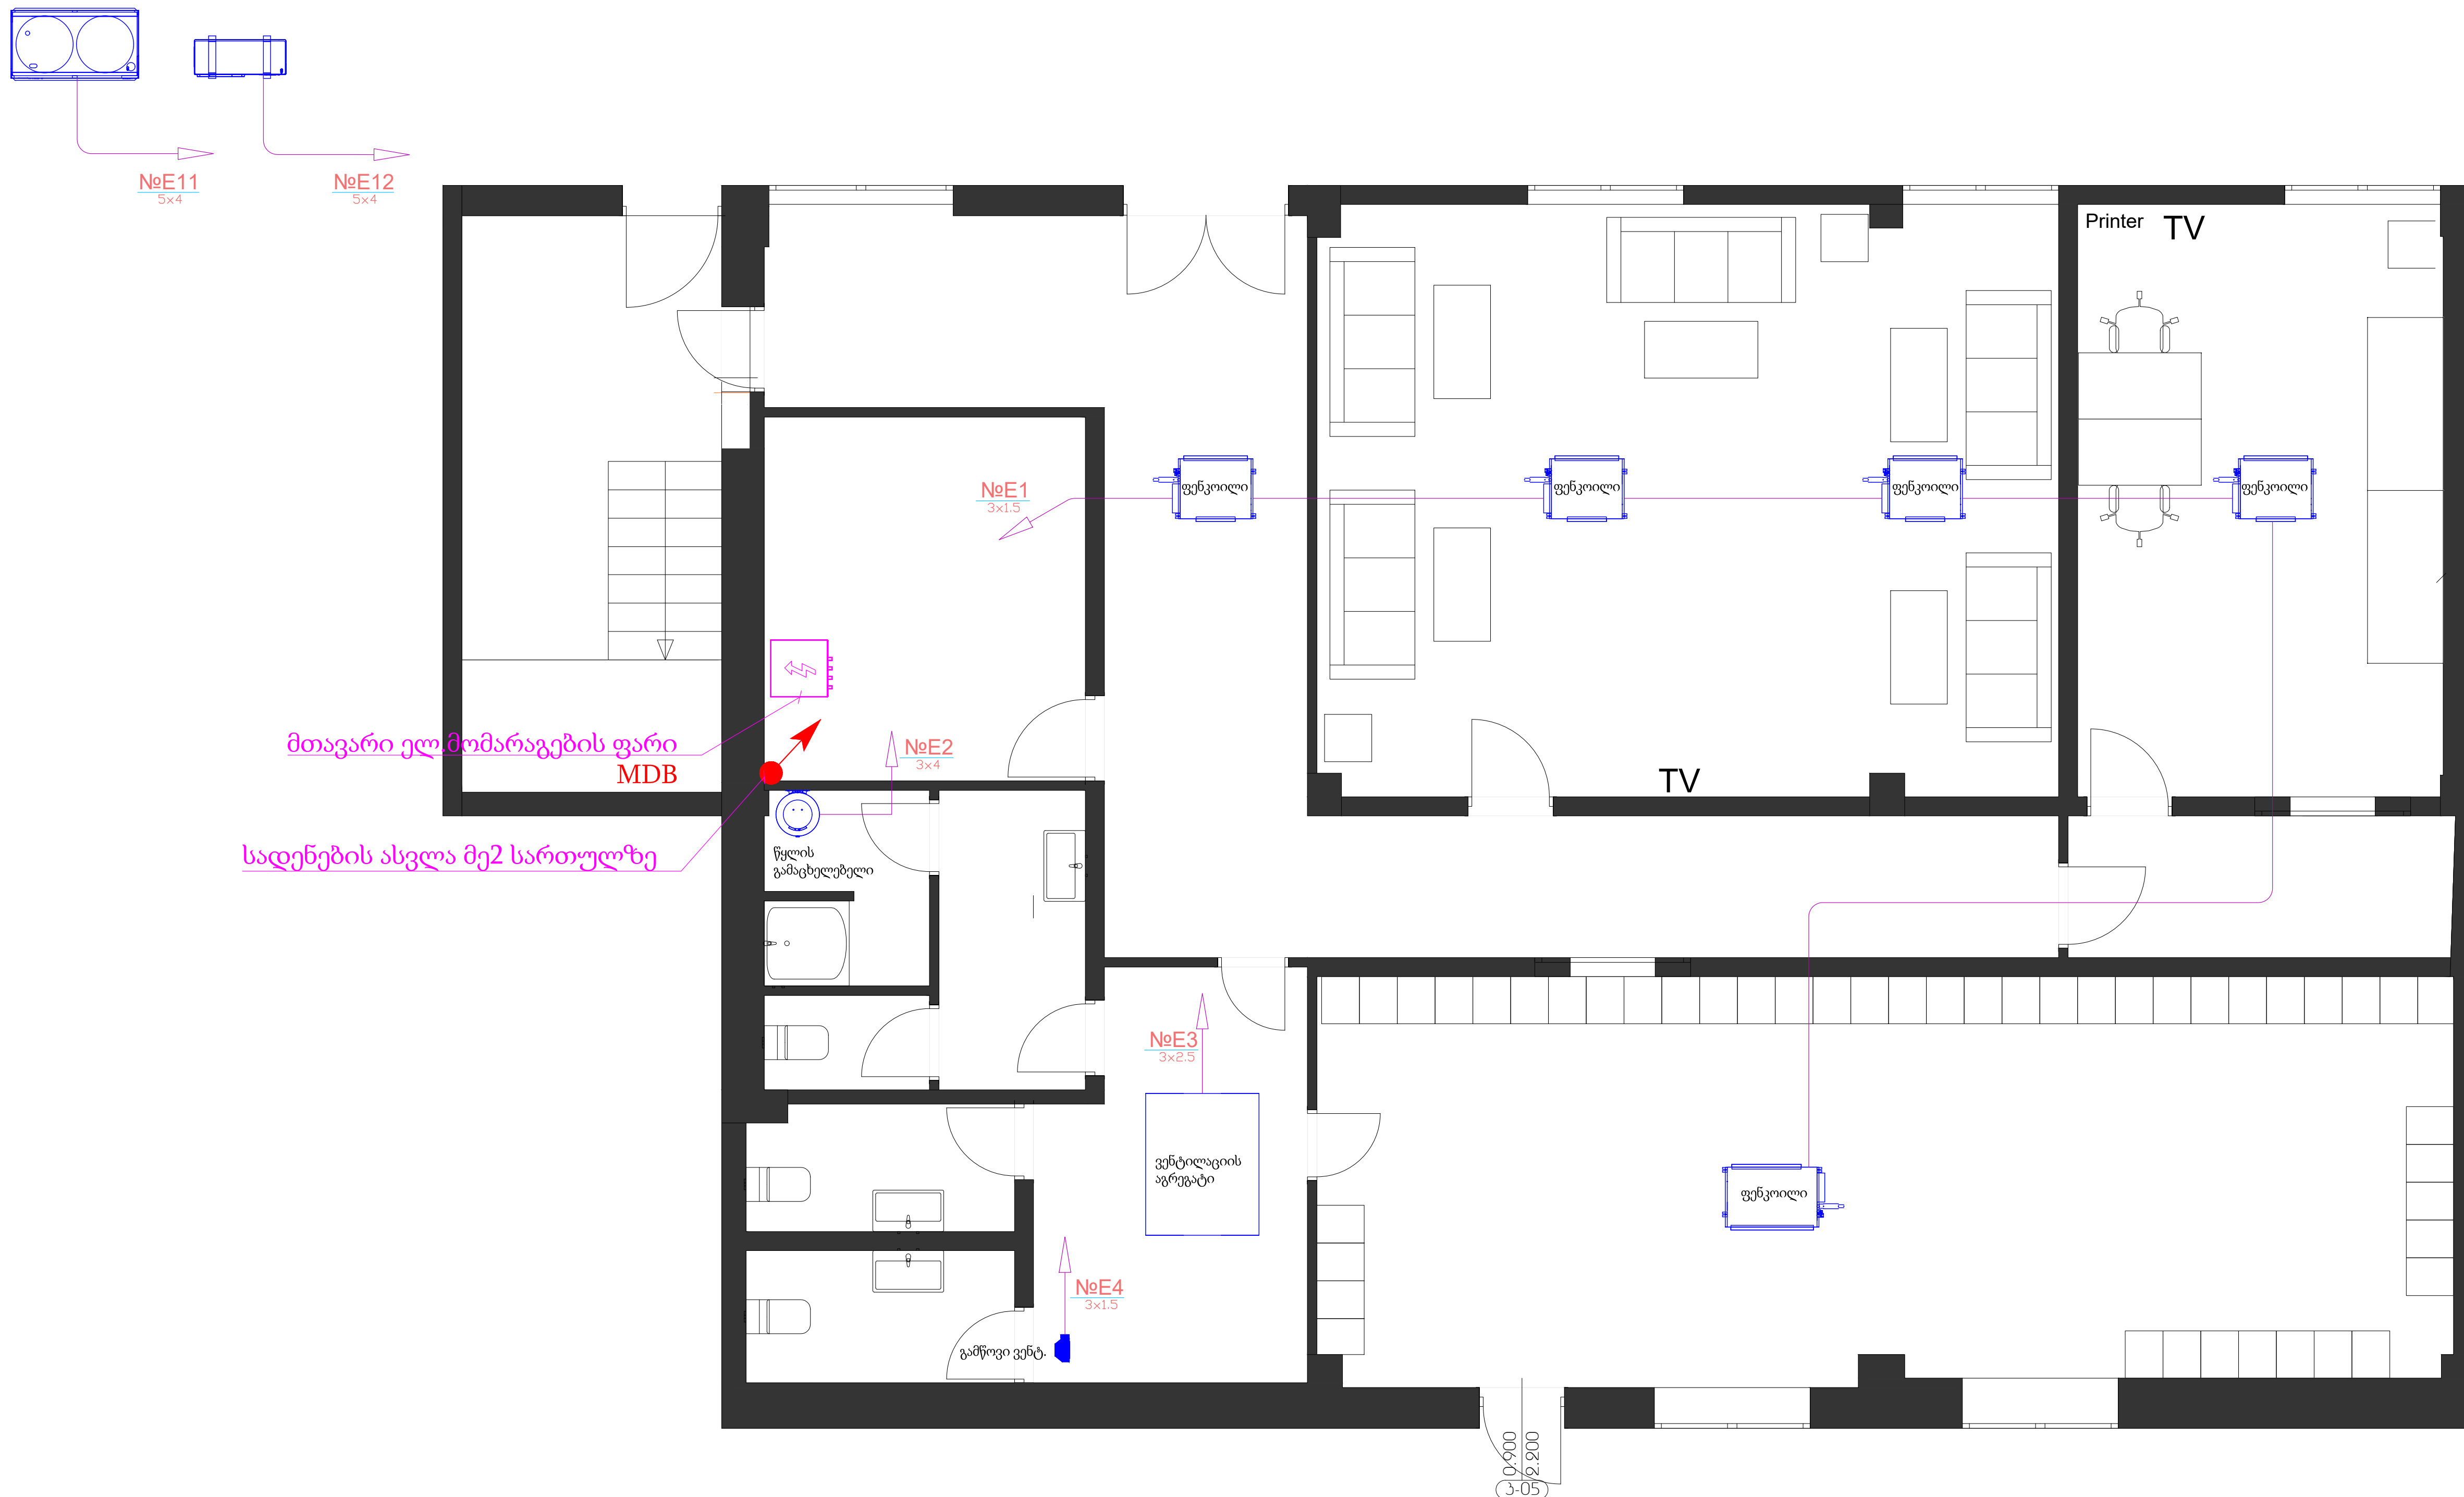 №E11
5x4
№E12
5x4
Printer
TV
№E1
3x1.5
ფენკოილი
ფენკოილი
ფენკოილი
ფენკოილი
მთავარი ელ.მომარაგების ფარი
MDB
№E2
3x4
TV
სადენების ასვლა მე2 სართულზე
წყლის
გამაცხელებელი
№E3
3x2.5
ვენტილაციის
აგრეგატი
ფენკოილი
№E4
3x1.5
გამწოვი ვენტ.
0.900
2.200
კ-05